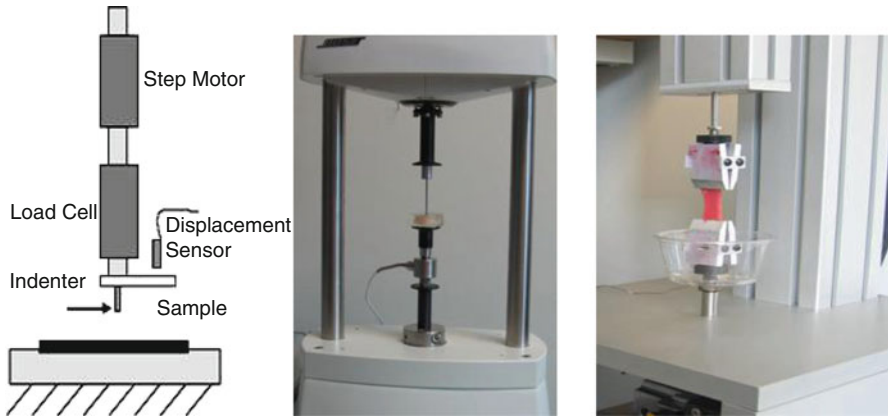 Step Motor
Load Cell
Displacement
Sensor
Indenter
Sample